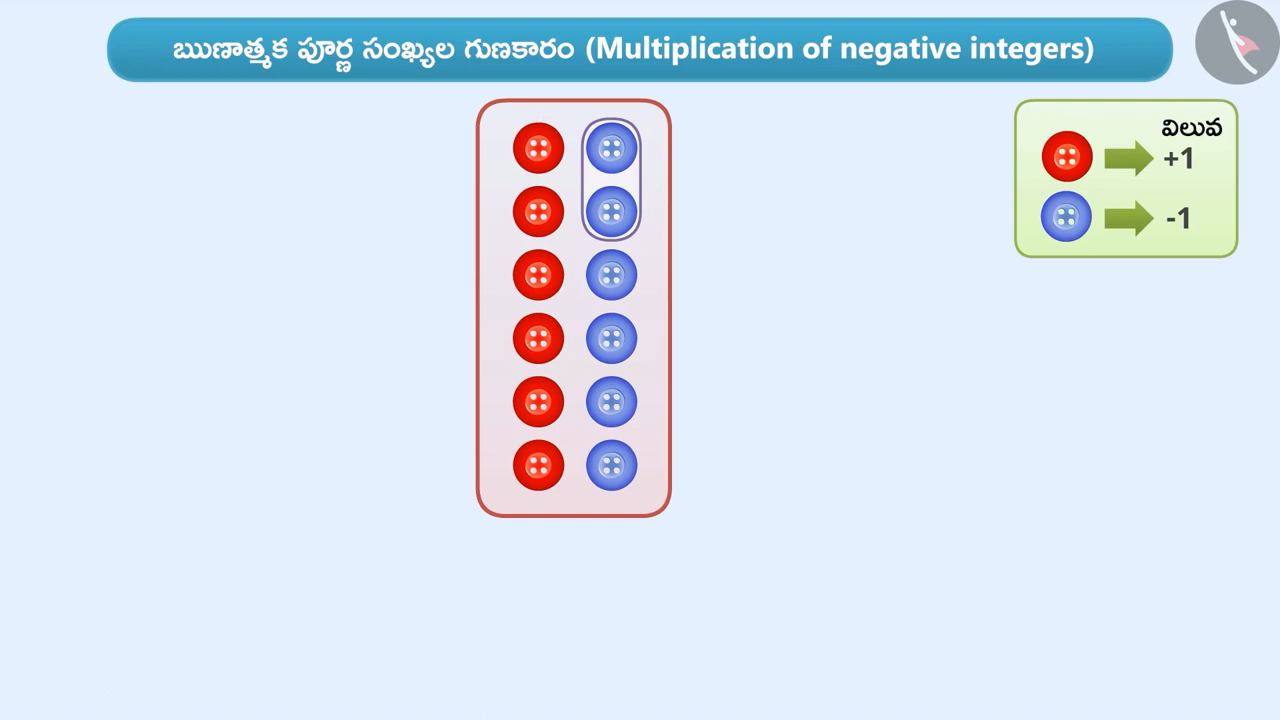 ఋణాత్మక పూర్ణ సంఖ్యల గుణకారం (Multiplication of negative integers)
విలువ
+1
-1